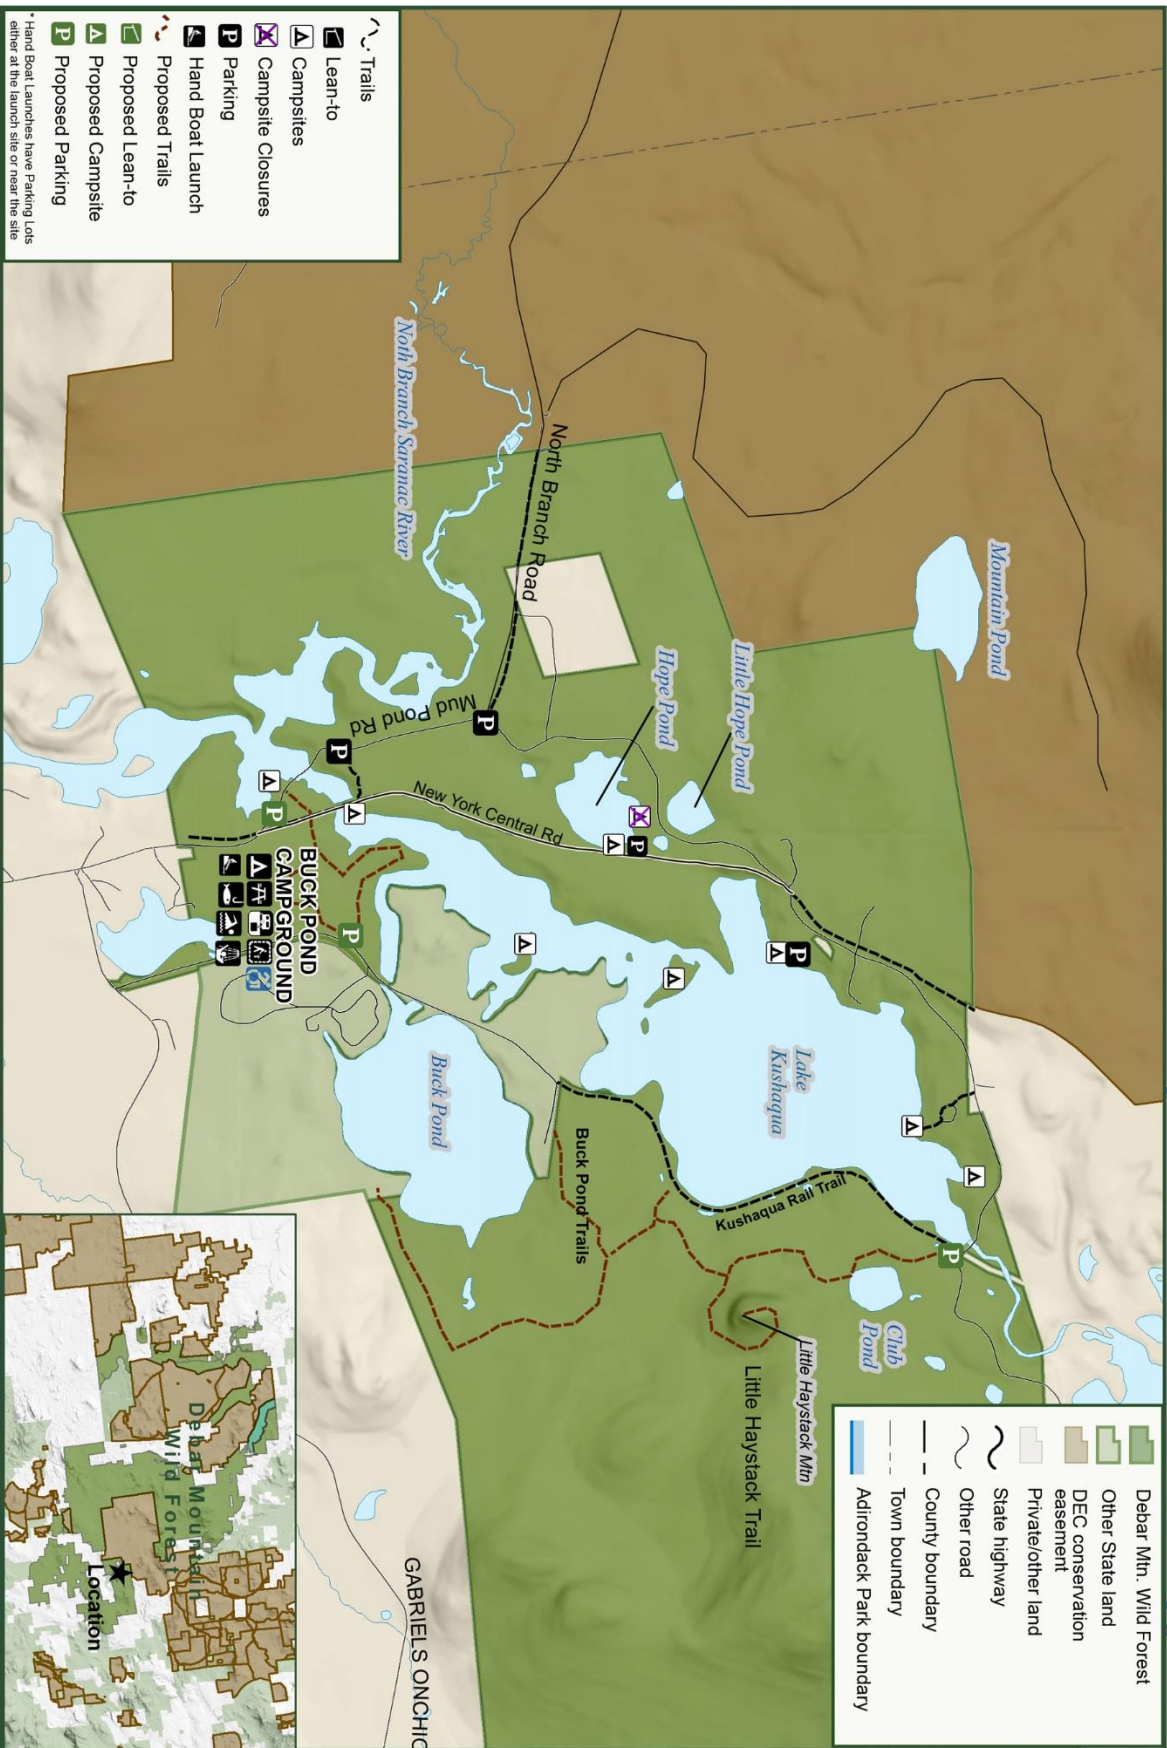 Trails
Lean-to
Campsites
Campsite Closures
P Parking
Hand Boat Launch
Proposed Trails
Proposed Lean-to
Proposed Campsite
P Proposed Parking
* Hand Boat Launches have Parking Lots
either at the launch site or near the site
Debar Mtn. Wild Forest
Other State land
DEC conservation
easement
Private/other land
State highway
Other road
County boundary
Town boundary
Adirondack Park boundary
Mountain Pond
Little Hope Pond
Hope Pond
North Branch Road
Noth Branch Saranac River
Mud Pond Rd
P
P
New York Central Rd
P
P
P
P
P
Lake
Kushaqua
Kushaqua Rail Trail
Buck Pond Trails
Buck Pond
BUCK POND
CAMPGROUND
Club
Pond
Little Haystack Mtn
Little Haystack Trail
GABRIELS ONCHIO
Debar Mountain
Wild Forest
Location